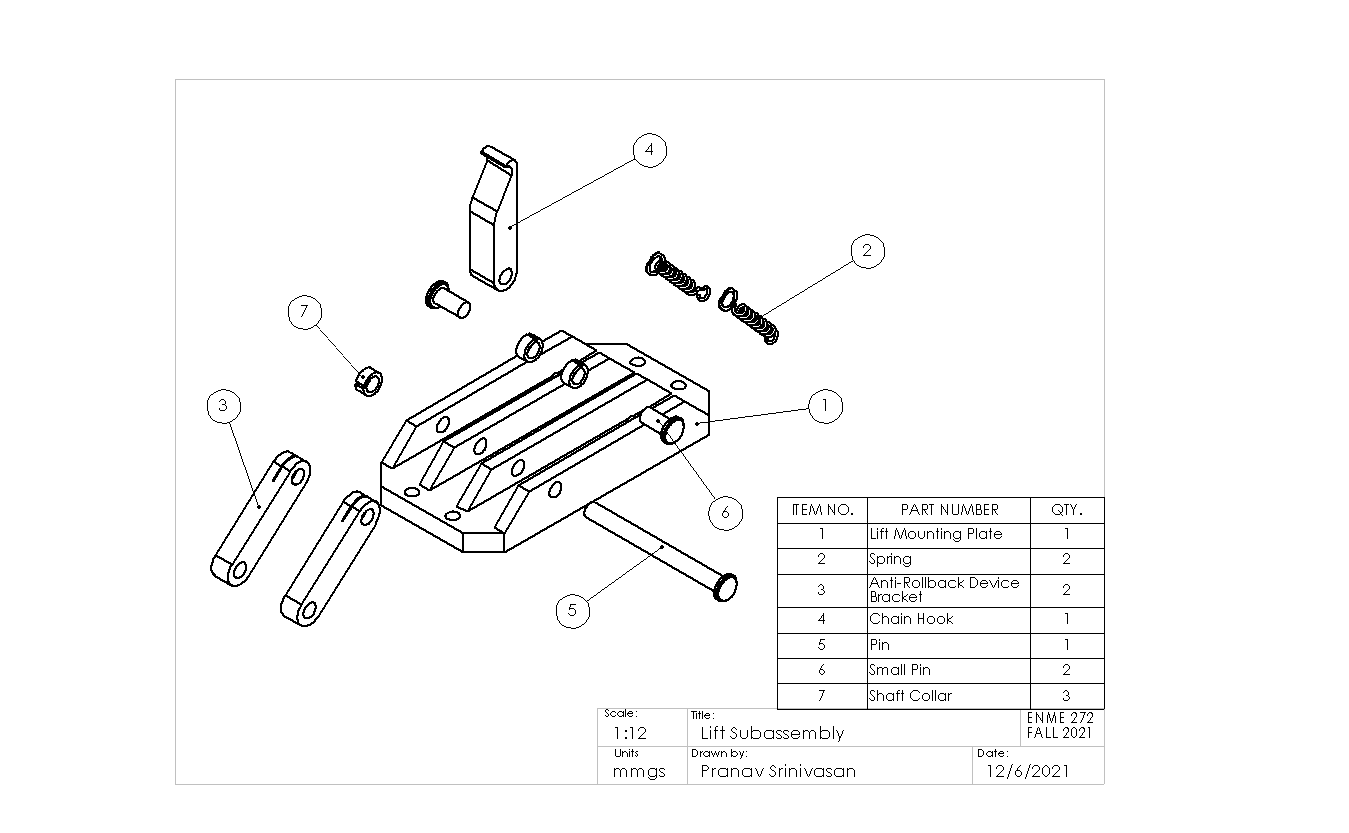 4
2
7
3
1
6
5
ITEM NO. PART NUMBER QTY.
1 Lift Mounting Plate 1
2 Spring 2
3 Anti-Rollback Device Bracket 2
4 Chain Hook 1
5 Pin 1
6 Small Pin 2
7 Shaft Collar 3
Scale: Title: ENME 272
1:12 Lift Subassembly FALL 2021
Units Drawn by: Date:
mmgs Pranav Srinivasan 12/6/2021